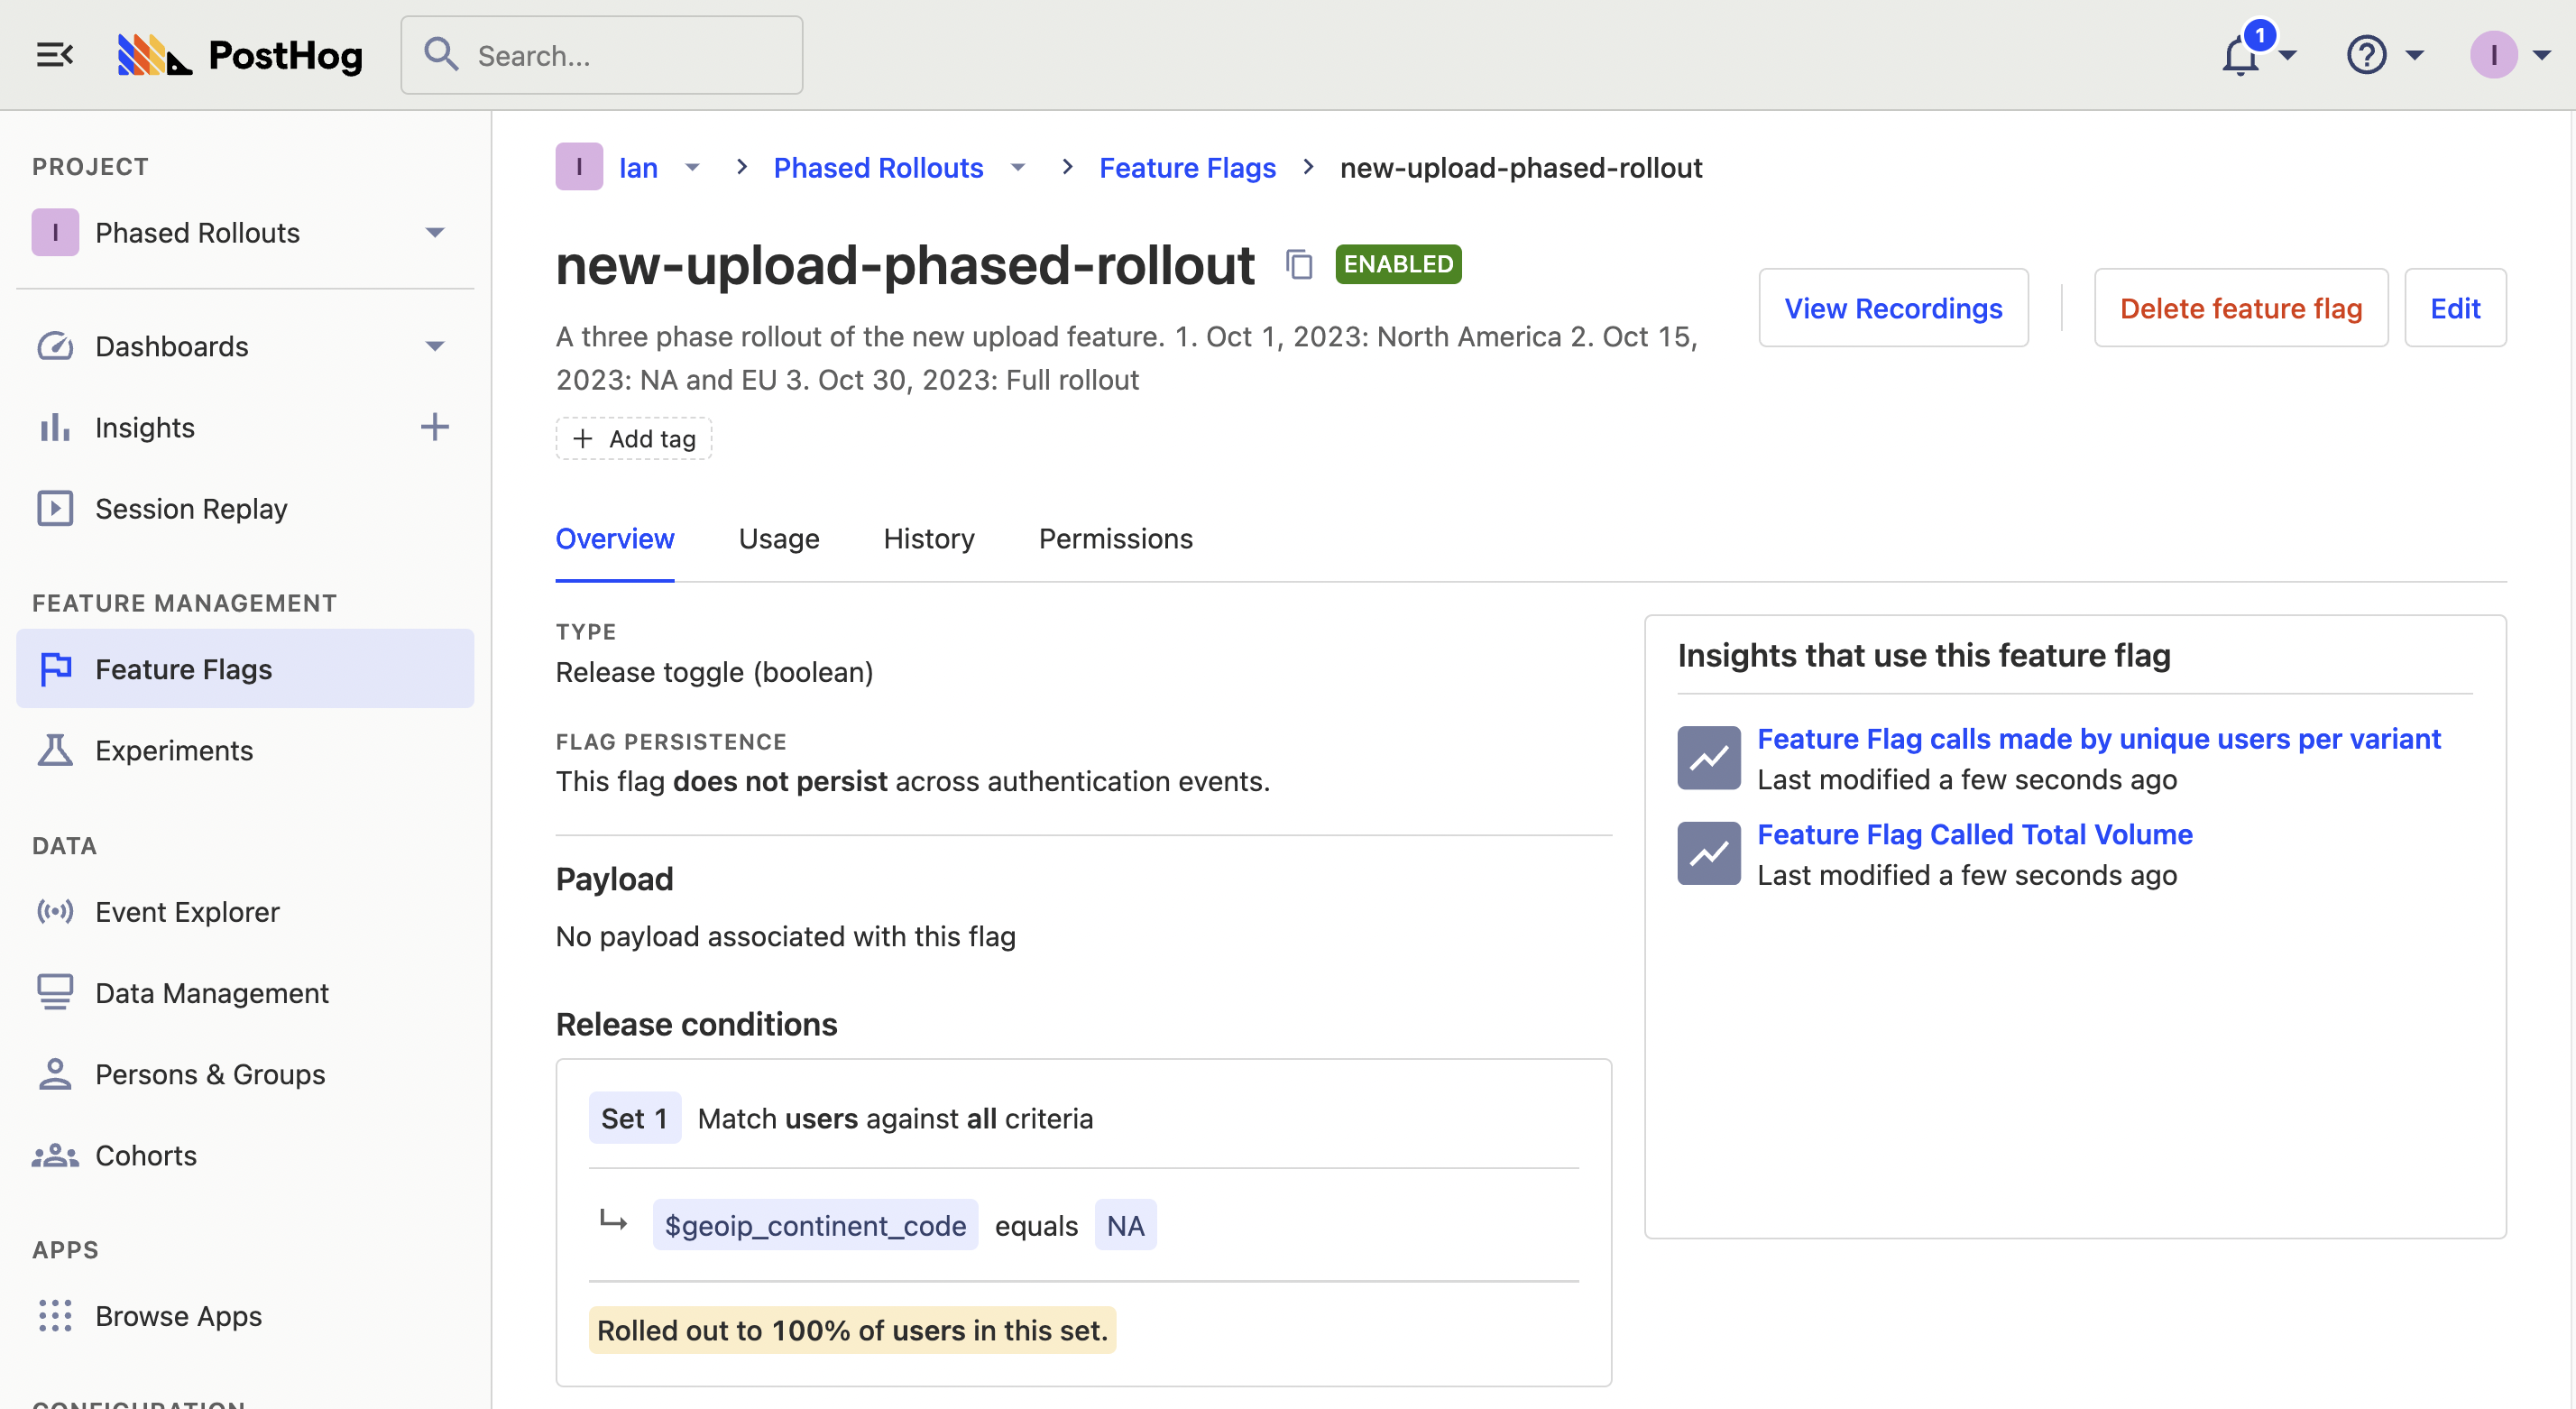 PostHog
Search...
1
I
PROJECT
I Phased Rollouts
Dashboards
Insights
Session Replay
FEATURE MANAGEMENT
Feature Flags
Experiments
DATA
Event Explorer
Data Management
Persons & Groups
Cohorts
APPS
Browse Apps
CONFIGURATION
I Ian > Phased Rollouts > Feature Flags > new-upload-phased-rollout
new-upload-phased-rollout ENABLED
A three phase rollout of the new upload feature. 1. Oct 1, 2023: North America 2. Oct 15,
2023: NA and EU 3. Oct 30, 2023: Full rollout
+ Add tag
View Recordings
Delete feature flag
Edit
Overview Usage History Permissions
TYPE
Release toggle (boolean)
FLAG PERSISTENCE
This flag does not persist across authentication events.
Payload
No payload associated with this flag
Release conditions
Set 1 Match users against all criteria
$geoip_continent_code equals NA
Rolled out to 100% of users in this set.
Insights that use this feature flag
Feature Flag calls made by unique users per variant
Last modified a few seconds ago
Feature Flag Called Total Volume
Last modified a few seconds ago